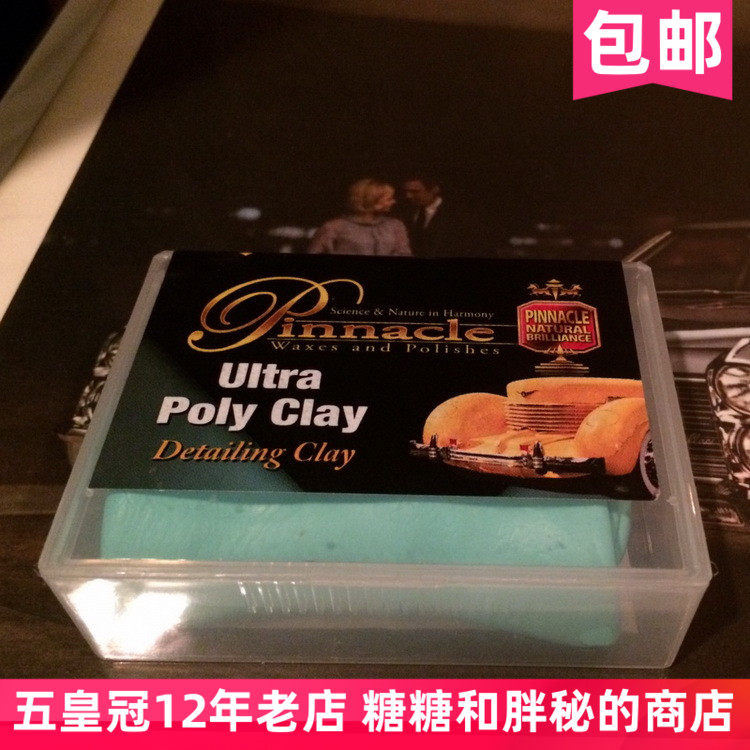 包邮
Science & Nature in Harmony
Pinnacle
Waxes and Polishes
PINNACLE
NATURAL
BRILLIANCE
Ultra
Poly Clay
Detailing Clay
五皇冠12年老店 糖糖和胖秘的商店